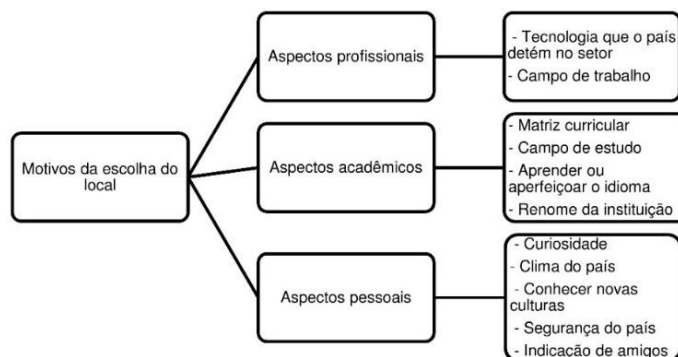 Motivos da escolha do
local
Aspectos profissionais
- Tecnologia que o país
detém no setor
- Campo de trabalho
Aspectos acadêmicos
- Matriz curricular
- Campo de estudo
- Aprender ou
aperfeiçoar o idioma
- Renome da instituição
Aspectos pessoais
- Curiosidade
- Clima do país
- Conhecer novas
culturas
- Segurança do país
- Indicação de amigos